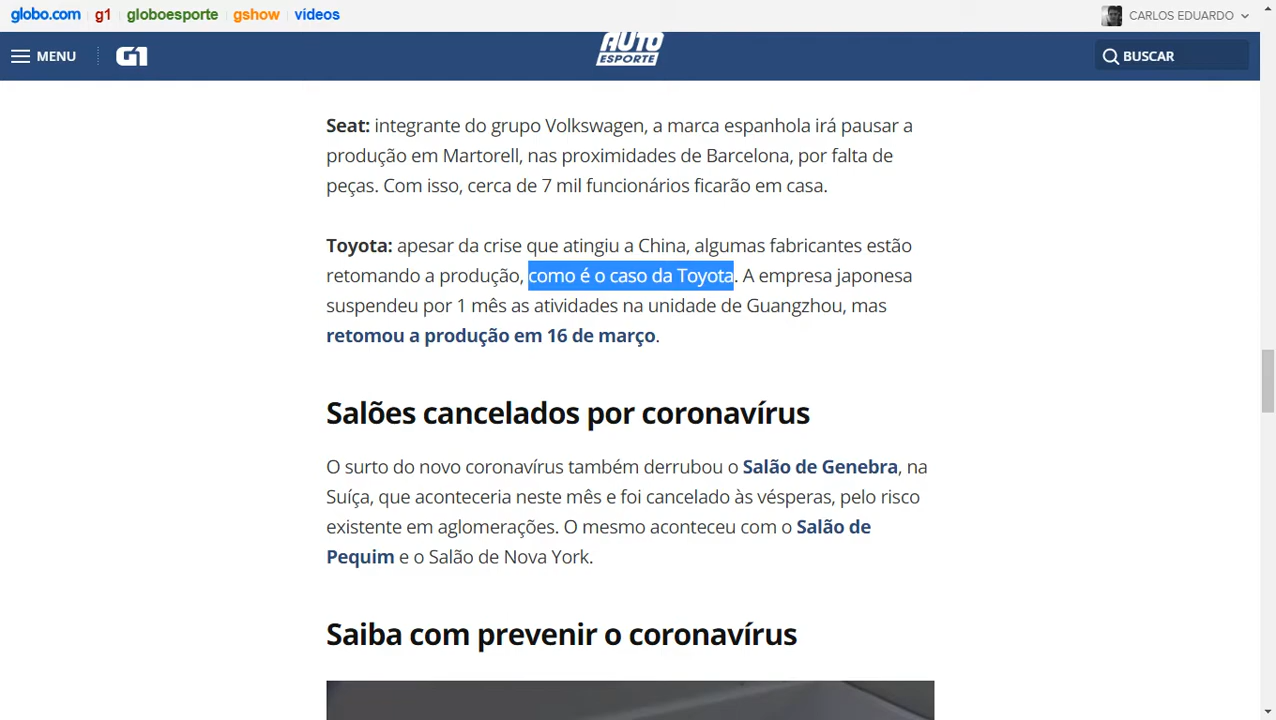 globo.com g1 globoesporte gshow vídeos CARLOS EDUARDO
MENU G1 AUTO ESPORTE BUSCAR
Seat: integrante do grupo Volkswagen, a marca espanhola irá pausar a
produção em Martorell, nas proximidades de Barcelona, por falta de
peças. Com isso, cerca de 7 mil funcionários ficarão em casa.
Toyota: apesar da crise que atingiu a China, algumas fabricantes estão
retomando a produção, como é o caso da Toyota. A empresa japonesa
suspendeu por 1 mês as atividades na unidade de Guangzhou, mas
retomou a produção em 16 de março.
Salões cancelados por coronavírus
O surto do novo coronavírus também derrubou o Salão de Genebra, na
Suíça, que aconteceria neste mês e foi cancelado às vésperas, pelo risco
existente em aglomerações. O mesmo aconteceu com o Salão de
Pequim e o Salão de Nova York.
Saiba com prevenir o coronavírus